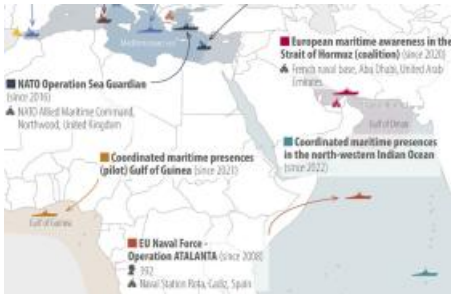 Mediterranean Sea
European maritime awareness in the
Strait of Hormuz (coalition) (since 2020)
French naval base, Abu Dhabi, United Arab
Emirates
NATO Operation Sea Guardian
(since 2016)
NATO Allied Maritime Command,
Northwood, United Kingdom
Gulf of Oman
Coordinated maritime presences
in the north-western Indian Ocean
(since 2022)
Coordinated maritime presences
(pilot) Gulf of Guinea (since 2021)
Gulf of Guinea
EU Naval Force -
Operation ATALANTA (since 2008)
392
Naval Station Rota, Cadiz, Spain